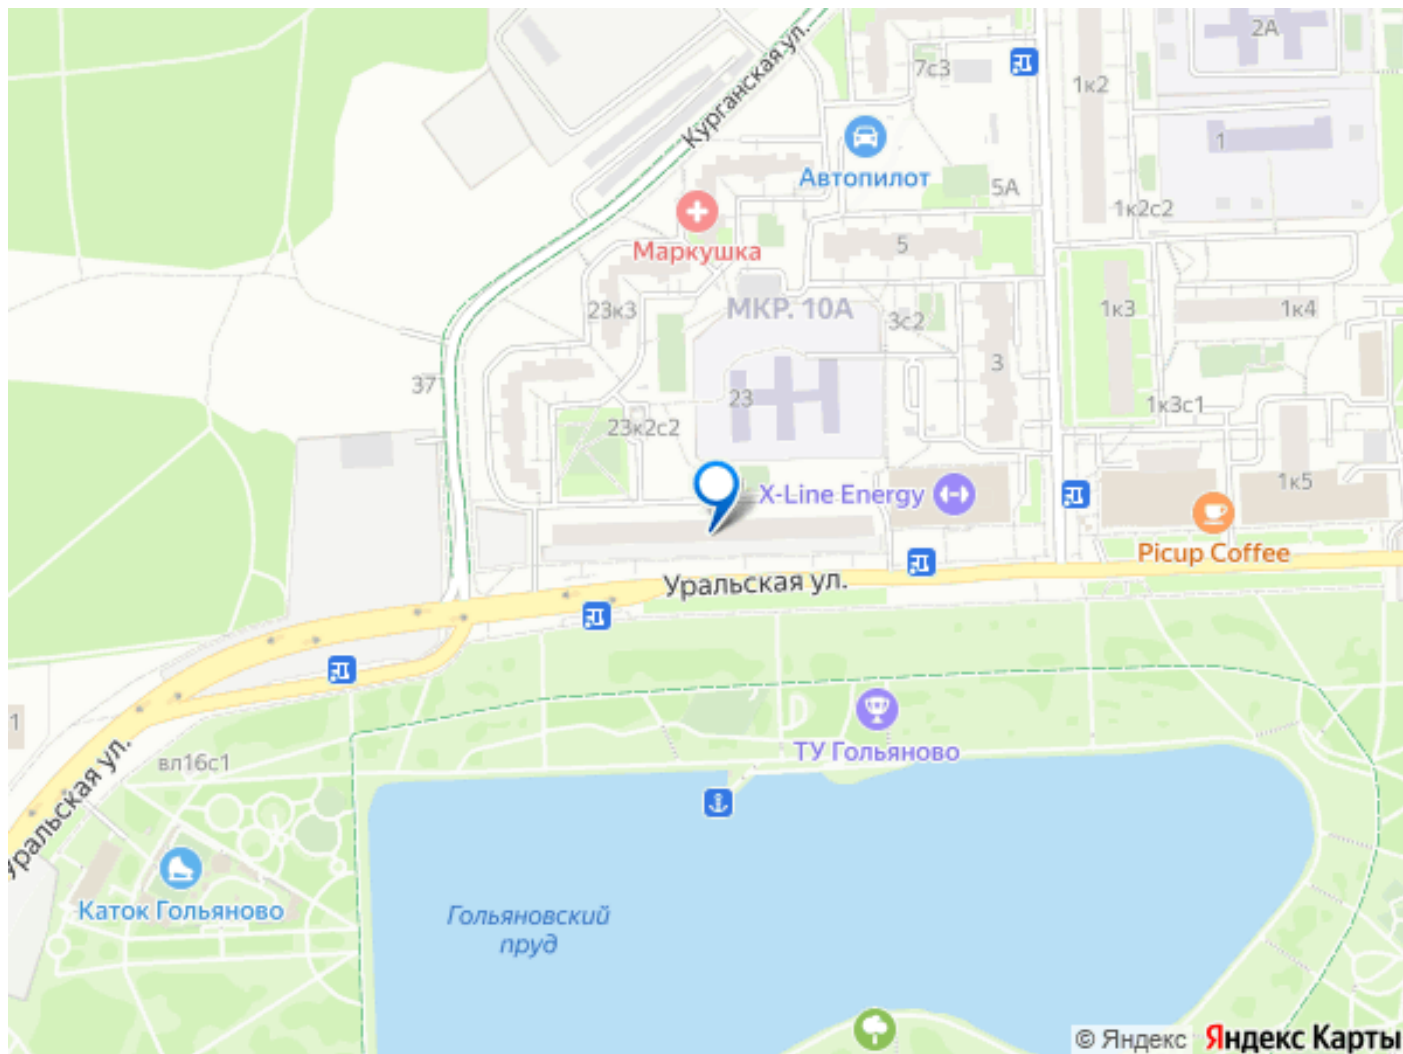 2А
Курганская ул.
7с3
1к2
1
Автопилот
5А
1к2с2
Маркушка
5
23к3
МКР. 10А
3с2
1к3
1к4
3
37
23
1к3с1
23к2с2
X-Line Energy
1к5
Picup Coffee
Уральская ул.
1
ТУ Гольяново
вл16с1
Уральская ул.
Каток Гольяново
Гольяновский
пруд
© Яндекс Яндекс Карты